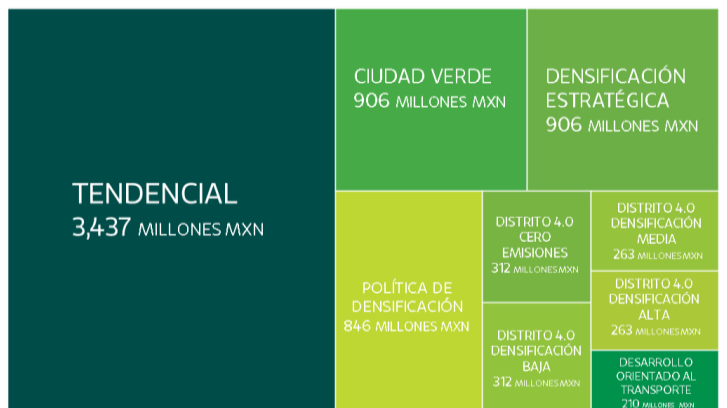 TENDENCIAL
3,437 MILLONES MXN
CIUDAD VERDE
906 MILLONES MXN
DENSIFICACIÓN
ESTRATÉGICA
906 MILLONES MXN
POLÍTICA DE
DENSIFICACIÓN
846 MILLONES MXN
DISTRITO 4.0
CERO
EMISIONES
312 MILLONES MXN
DISTRITO 4.0
DENSIFICACIÓN
BAJA
312 MILLONES MXN
DISTRITO 4.0
DENSIFICACIÓN
MEDIA
263 MILLONES MXN
DISTRITO 4.0
DENSIFICACIÓN
ALTA
263 MILLONES MXN
DESARROLLO
ORIENTADO AL
TRANSPORTE
210 MILLONES MXN